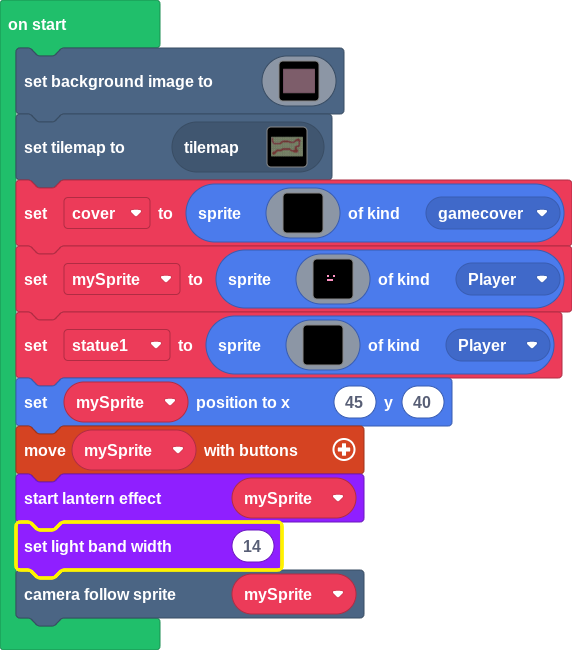 on start
set background image to
set tilemap to tilemap
set cover to sprite of kind gamecover
set mySprite to sprite of kind Player
set statue1 to sprite of kind Player
set mySprite position to x 45 y 40
move mySprite with buttons
start lantern effect mySprite
set light band width 14
camera follow sprite mySprite